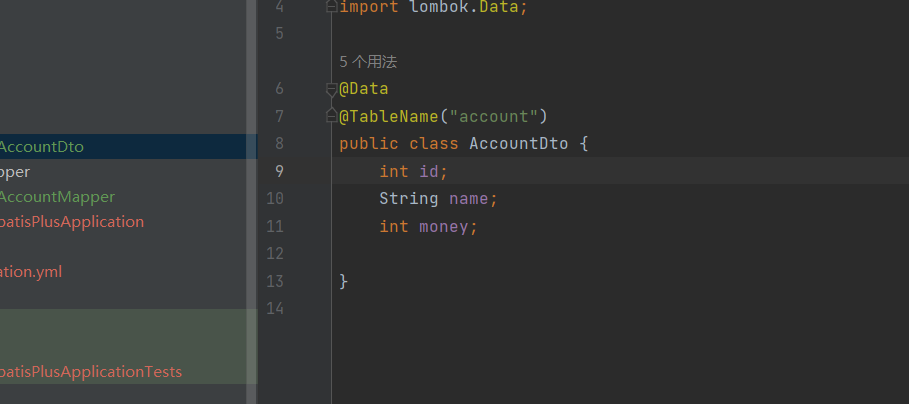 AccountDto
pper
AccountMapper
batisPlusApplication
ation.yml
batisPlusApplicationTests
4 import lombok.Data;
5
5 个用法
6 @Data
7 @TableName("account")
8 public class AccountDto {
9 int id;
10 String name;
11 int money;
12
13 }
14